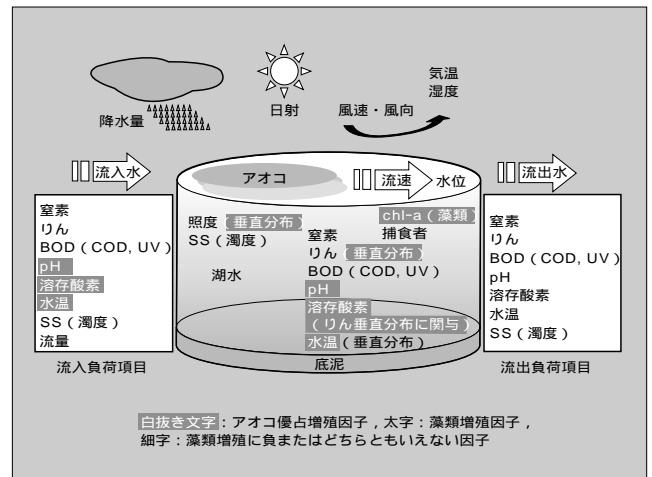 気温
湿度
日射
風速・風向
降水量
流入水
アオコ
流速
水位
流出水
窒素
りん
BOD(COD, UV)
pH
溶存酸素
水温
SS(濁度)
流量
流入負荷項目
照度(垂直分布)
SS(濁度)
湖水
chl-a(藻類)
捕食者
窒素
りん(垂直分布)
BOD(COD, UV)
pH
溶存酸素
(りん垂直分布に関与)
水温(垂直分布)
底泥
窒素
りん
BOD(COD, UV)
pH
溶存酸素
水温
SS(濁度)
流出負荷項目
白抜き文字:アオコ優占増殖因子,太字:藻類増殖因子,
細字:藻類増殖に負またはどちらともいえない因子